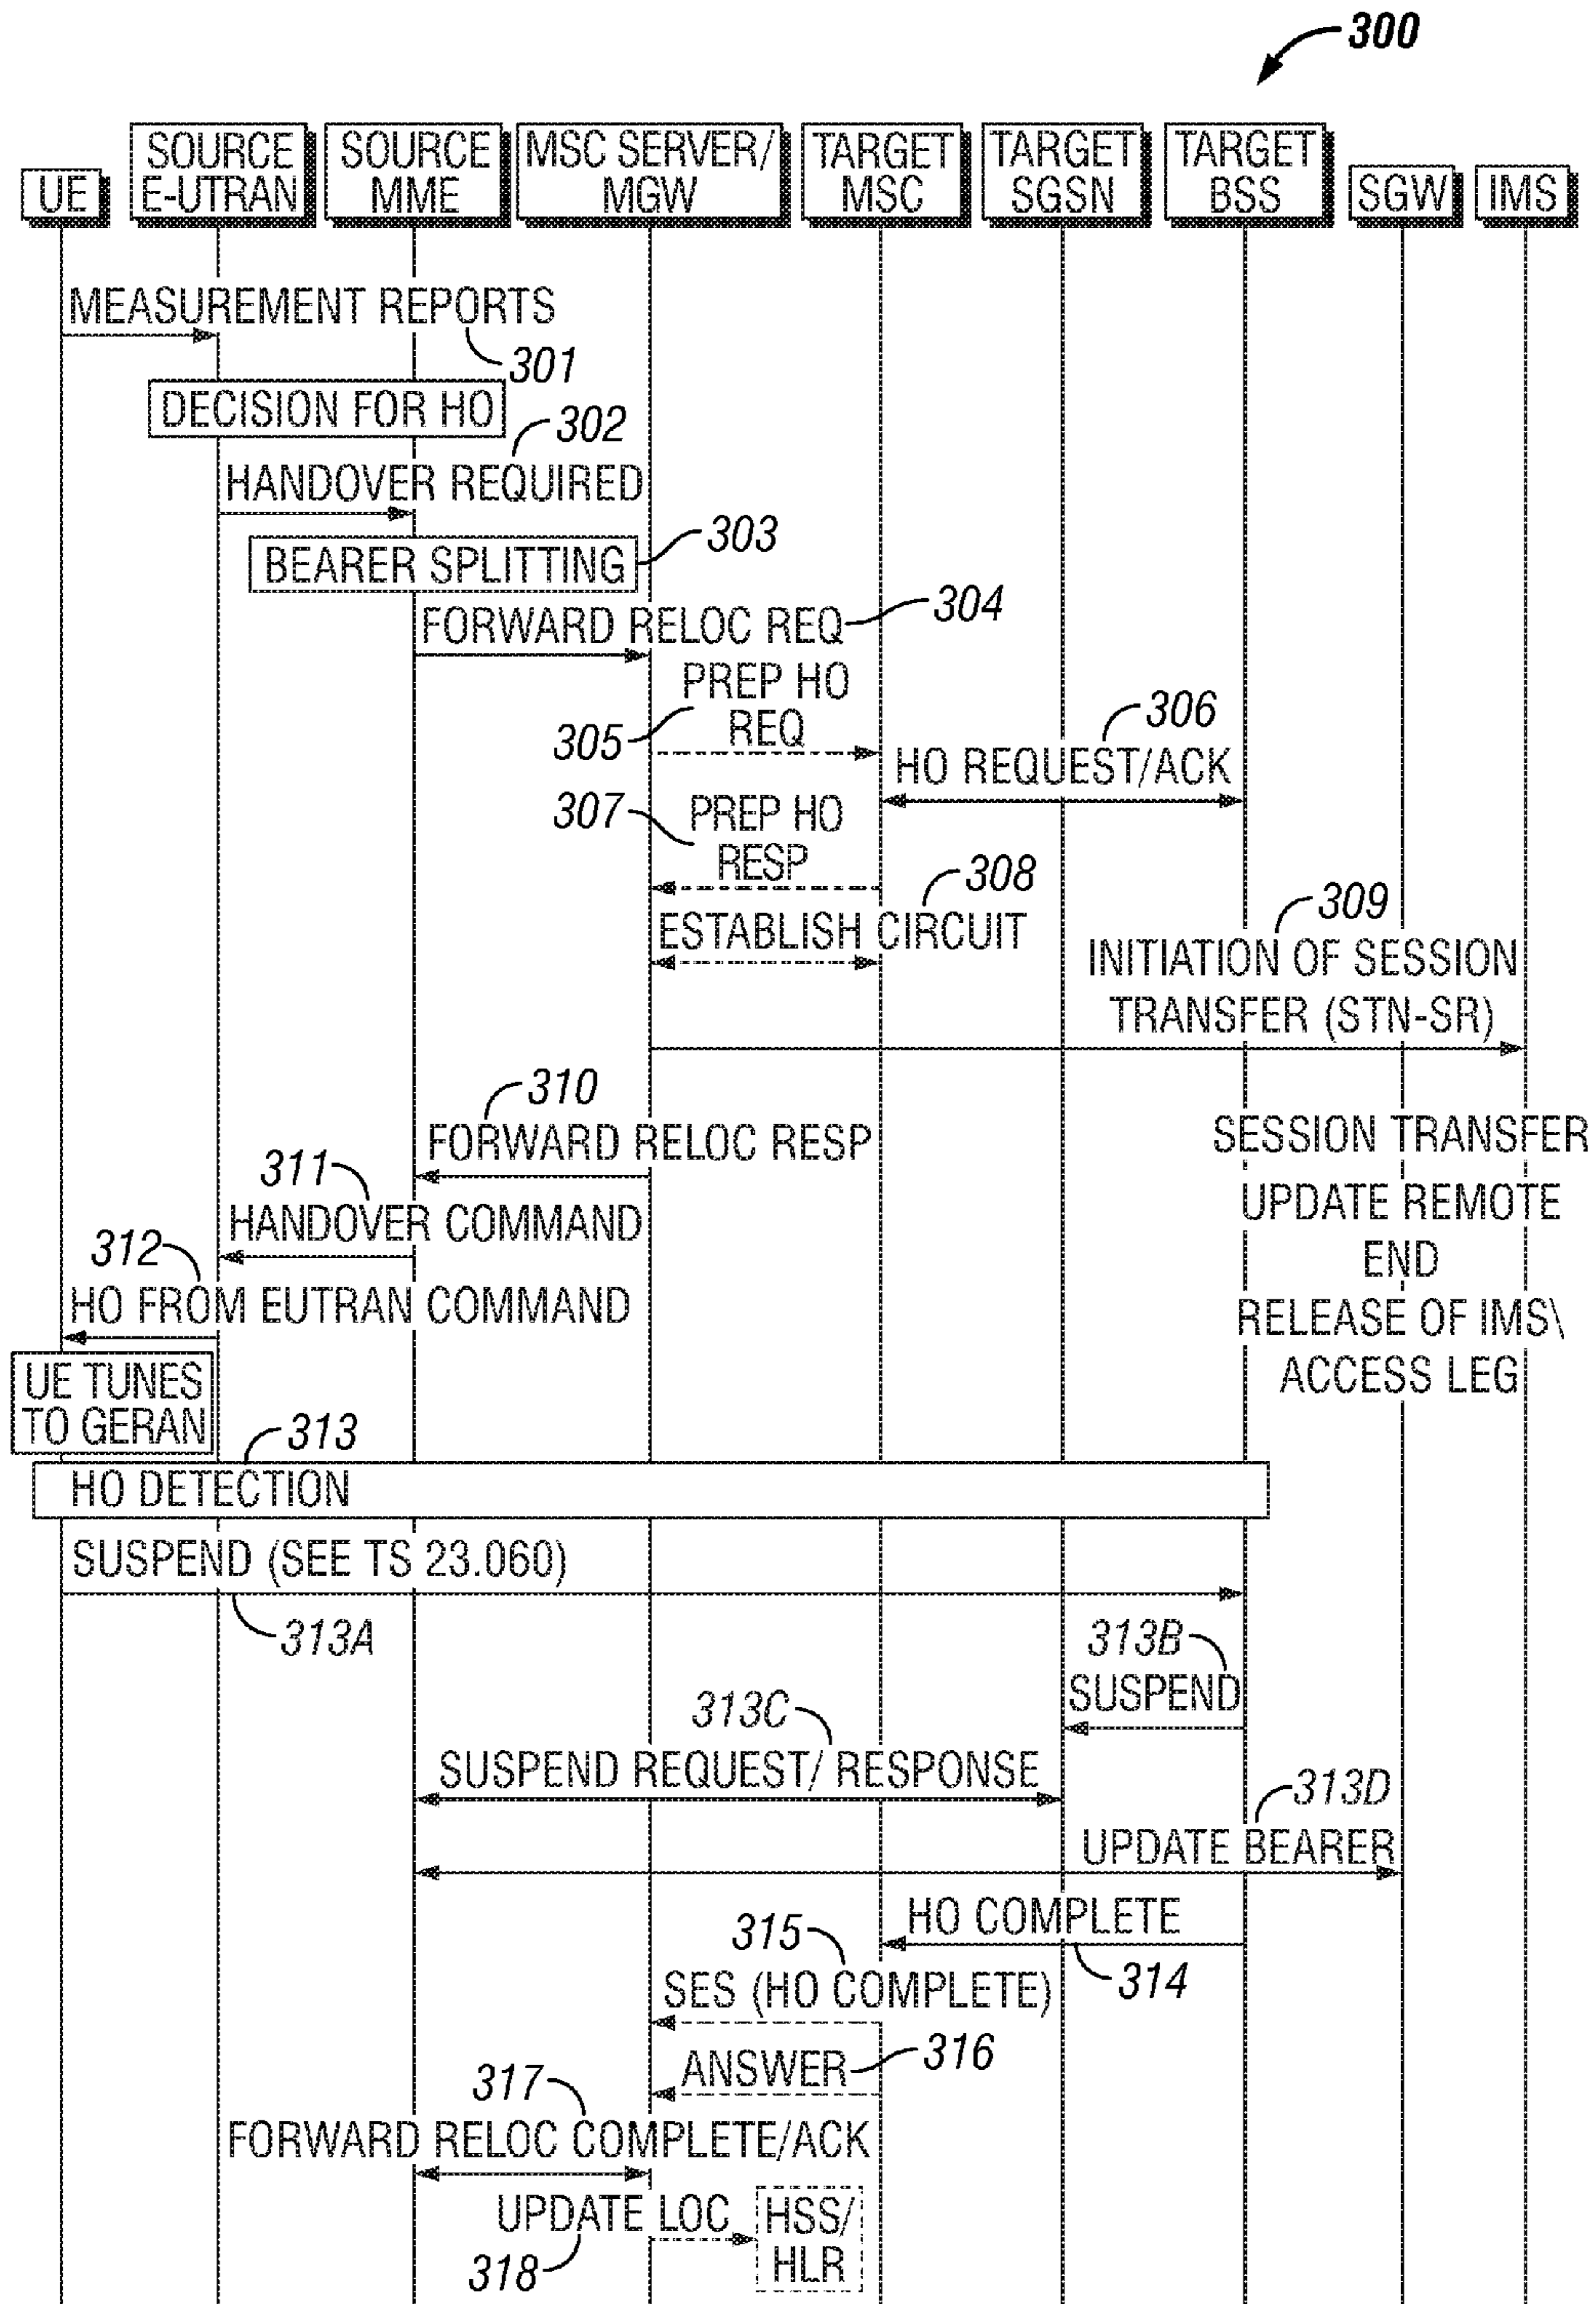 300
UE
SOURCE
E-UTRAN
SOURCE
MME
MSC SERVER/
MGW
TARGET
MSC
TARGET
SGSN
TARGET
BSS
SGW
IMS
MEASUREMENT REPORTS
301
DECISION FOR HO
302
HANDOVER REQUIRED
303
BEARER SPLITTING
304
FORWARD RELOC REQ
PREP HO
REQ
305
306
HO REQUEST/ACK
307
PREP HO
RESP
308
ESTABLISH CIRCUIT
309
INITIATION OF SESSION
TRANSFER (STN-SR)
310
FORWARD RELOC RESP
SESSION TRANSFER
UPDATE REMOTE
END
RELEASE OF IMS\
ACCESS LEG
311
HANDOVER COMMAND
312
HO FROM EUTRAN COMMAND
UE TUNES
TO GERAN
313
HO DETECTION
SUSPEND (SEE TS 23.060)
313A
313B
SUSPEND
313C
SUSPEND REQUEST/ RESPONSE
313D
UPDATE BEARER
HO COMPLETE
314
315
SES (HO COMPLETE)
316
ANSWER
317
FORWARD RELOC COMPLETE/ACK
UPDATE LOC
318
HSS/
HLR